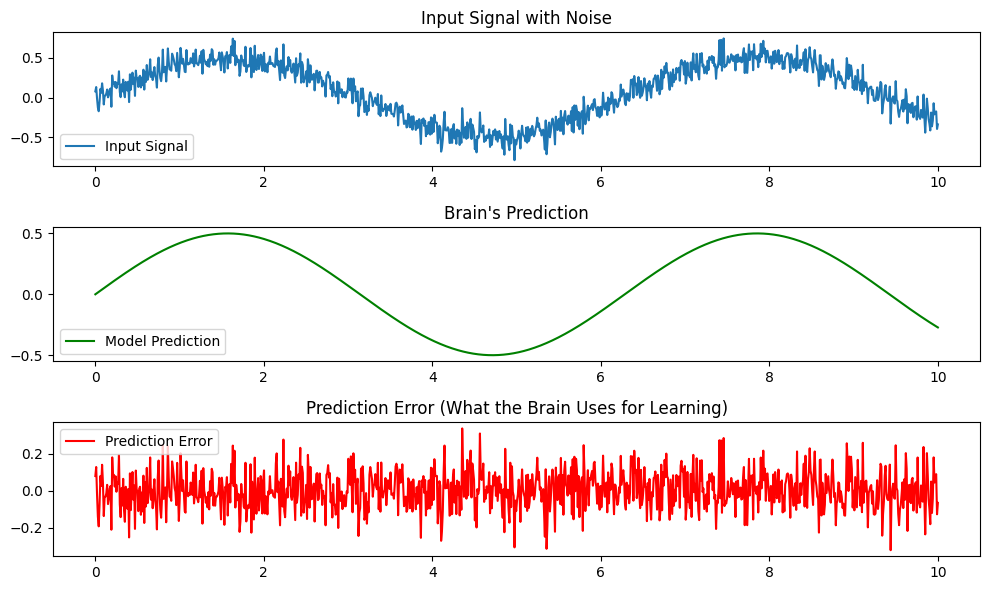 Input Signal with Noise
0.5
0.0
−0.5
Input Signal
0 2 4 6 8 10
Brain's Prediction
0.5
0.0
−0.5
Model Prediction
0 2 4 6 8 10
Prediction Error (What the Brain Uses for Learning)
Prediction Error
0.2
0.0
−0.2
0 2 4 6 8 10